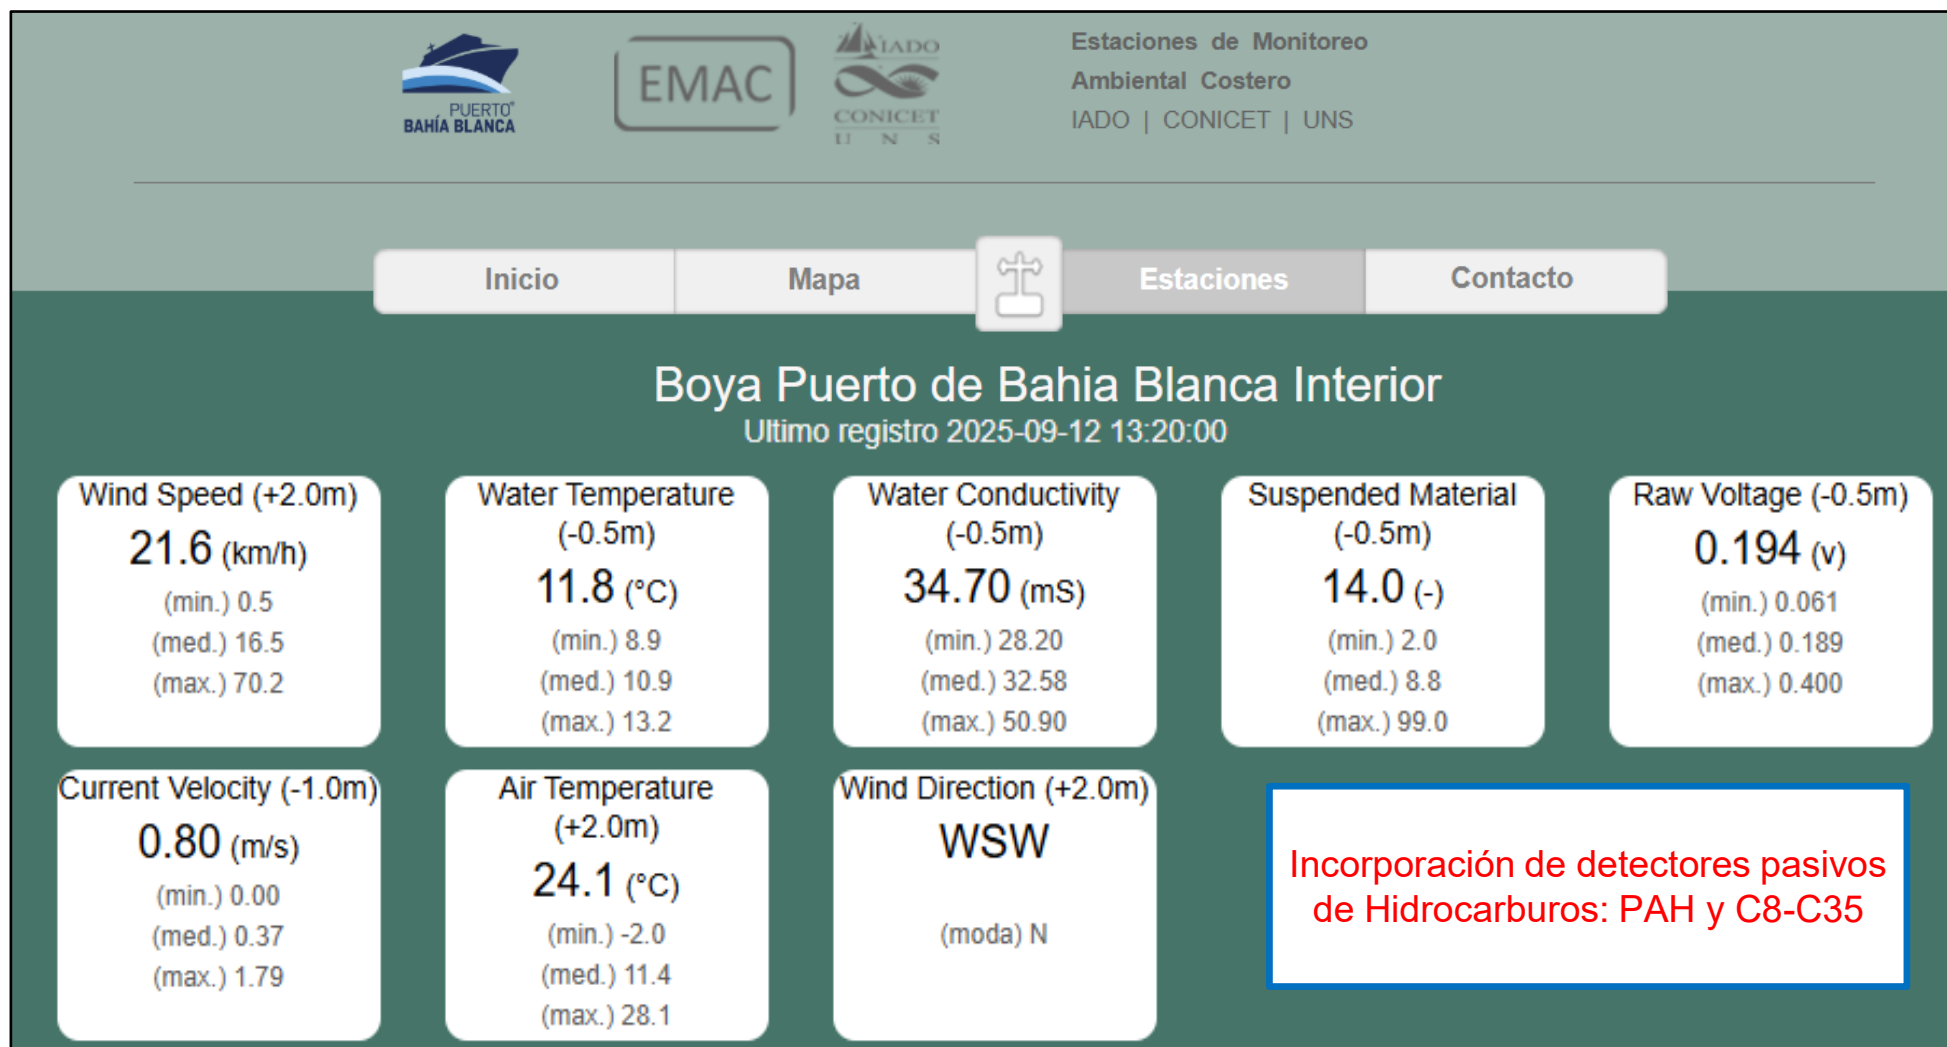 PUERTO®
BAHÍA BLANCA
EMAC
IADO
CONICET
U N S
Estaciones de Monitoreo
Ambiental Costero
IADO | CONICET | UNS
Inicio
Mapa
Estaciones
Contacto
Boya Puerto de Bahia Blanca Interior
Ultimo registro 2025-09-12 13:20:00
Wind Speed (+2.0m)
21.6 (km/h)
(min.) 0.5
(med.) 16.5
(max.) 70.2
Water Temperature
(-0.5m)
11.8 (°C)
(min.) 8.9
(med.) 10.9
(max.) 13.2
Water Conductivity
(-0.5m)
34.70 (mS)
(min.) 28.20
(med.) 32.58
(max.) 50.90
Suspended Material
(-0.5m)
14.0 (-)
(min.) 2.0
(med.) 8.8
(max.) 99.0
Raw Voltage (-0.5m)
0.194 (v)
(min.) 0.061
(med.) 0.189
(max.) 0.400
Current Velocity (-1.0m)
0.80 (m/s)
(min.) 0.00
(med.) 0.37
(max.) 1.79
Air Temperature
(+2.0m)
24.1 (°C)
(min.) -2.0
(med.) 11.4
(max.) 28.1
Wind Direction (+2.0m)
WSW
(moda) N
Incorporación de detectores pasivos
de Hidrocarburos: PAH y C8-C35